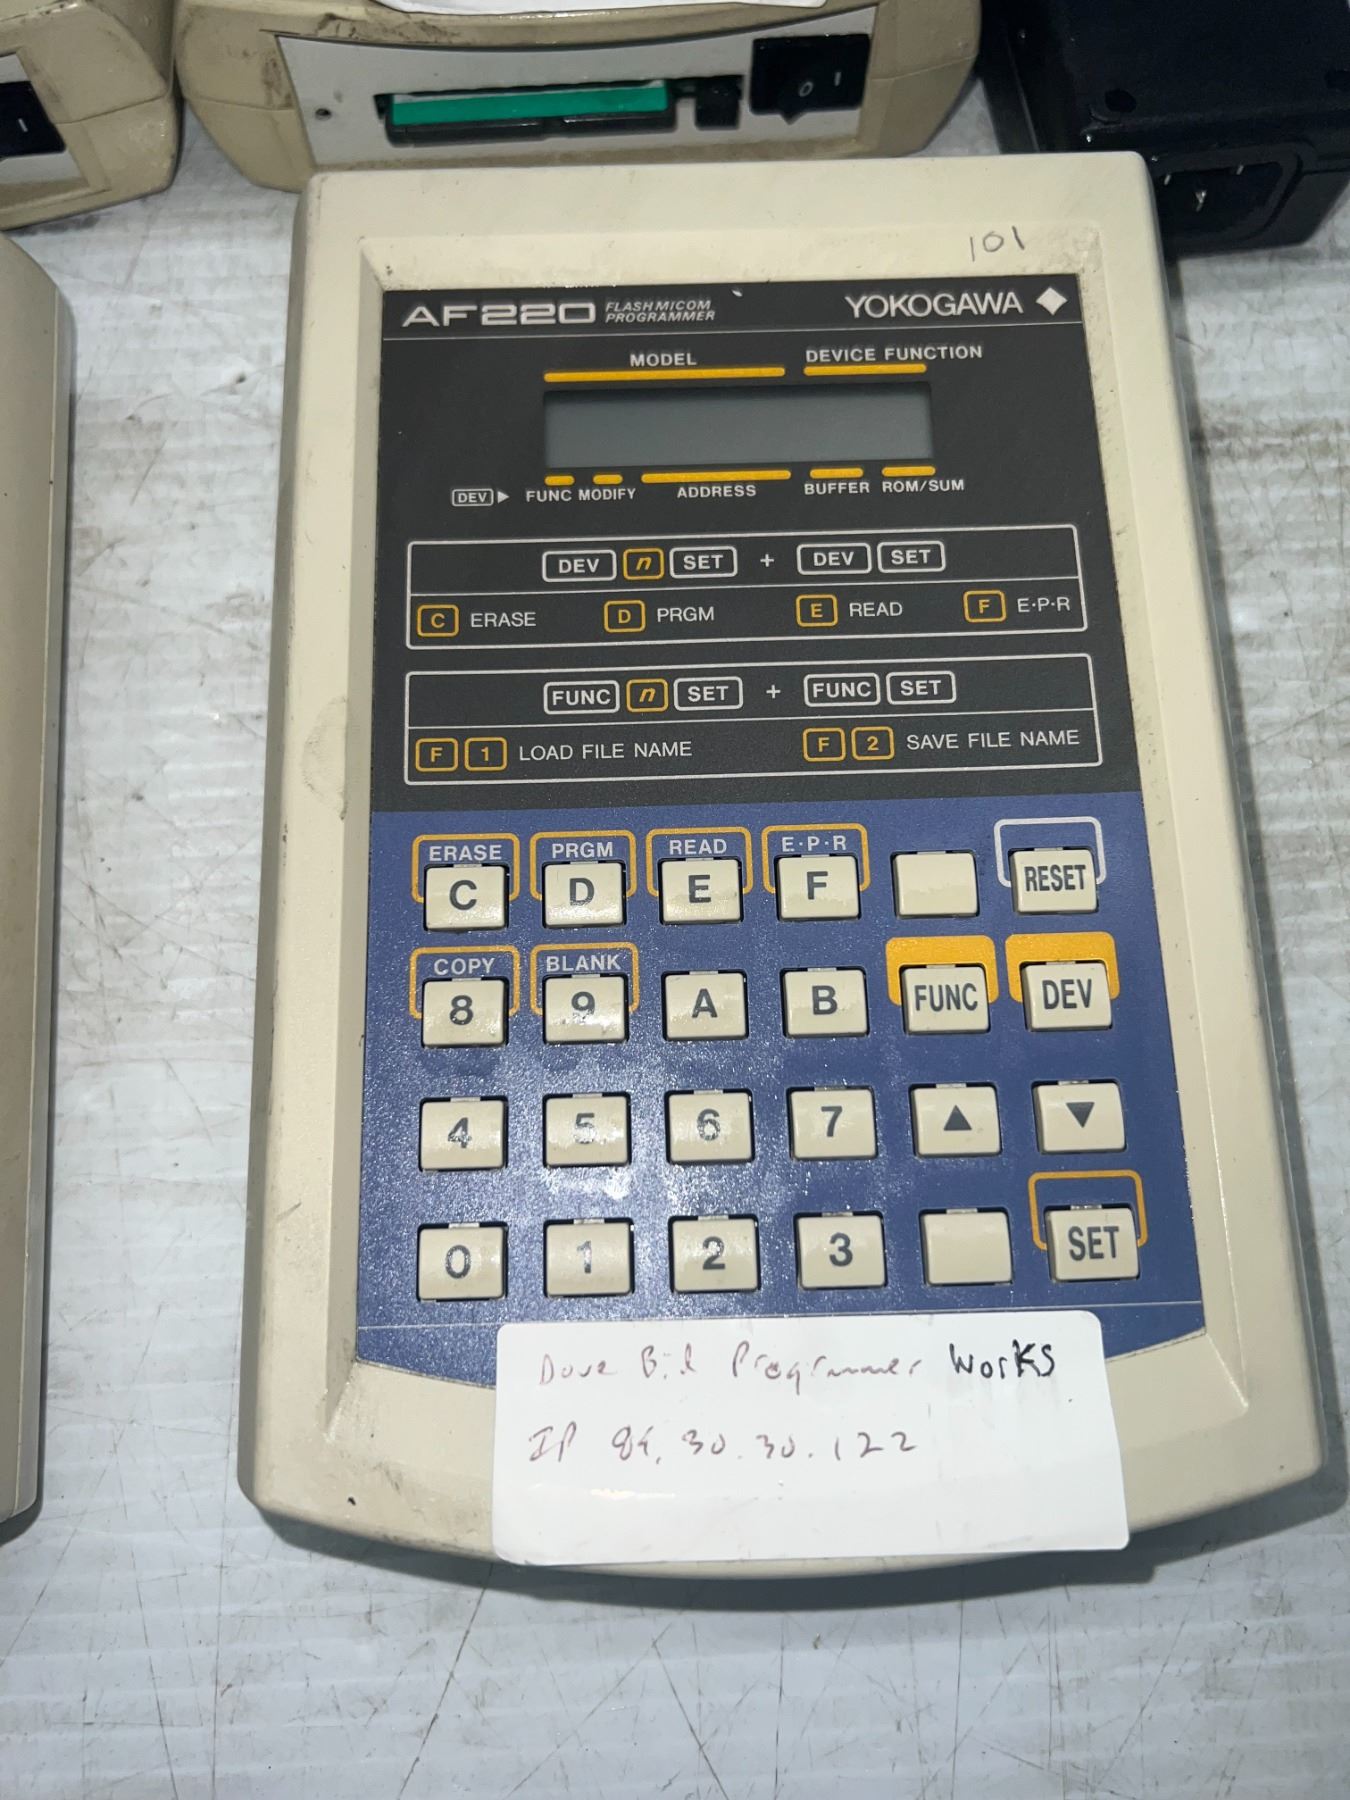 101
AF220 FLASH MICOM PROGRAMMER YOKOGAWA
MODEL DEVICE FUNCTION
DEV FUNC MODIFY ADDRESS BUFFER ROM/SUM
DEV n SET + DEV SET
C ERASE D PRGM E READ F E·P·R
FUNC n SET + FUNC SET
F 1 LOAD FILE NAME F 2 SAVE FILE NAME
ERASE PRGM READ E·P·R
C D E F RESET
COPY BLANK
8 9 A B FUNC DEV
4 5 6 7 ▲ ▼
0 1 2 3 SET
Programmer Works
IP 30.30.122